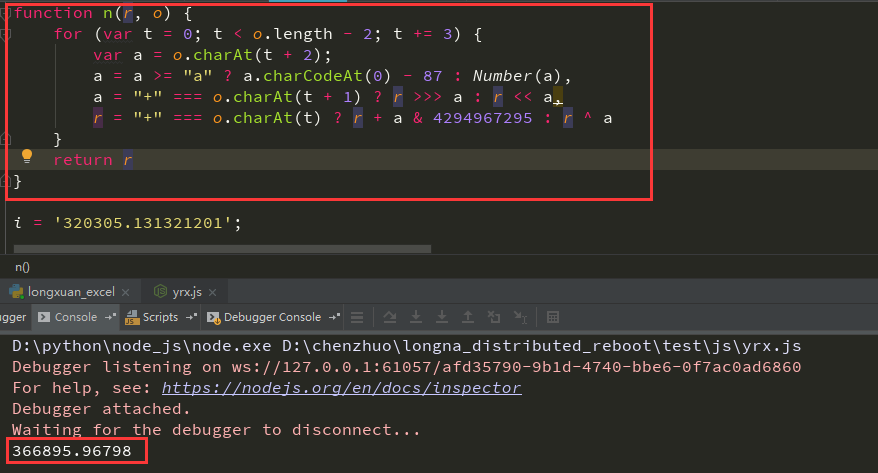 function n(r, o) {
    for (var t = 0; t < o.length - 2; t += 3) {
        var a = o.charAt(t + 2);
        a = a >= "a" ? a.charCodeAt(0) - 87 : Number(a),
        a = "+" === o.charAt(t + 1) ? r >>> a : r << a,
        r = "+" === o.charAt(t) ? r + a & 4294967295 : r ^ a
    }
    return r
}
i = '320305.131321201';
n()
longxuan_excel × yrx.js ×
gger Console Scripts Debugger Console
D:\python\node_js\node.exe D:\chenzhuo\longna_distributed_reboot\test\js\yrx.js
Debugger listening on ws://127.0.0.1:61057/afd35790-9b1d-4740-bbe6-0f7ac0ad6860
For help, see: https://nodejs.org/en/docs/inspector
Debugger attached.
Waiting for the debugger to disconnect...
366895.96798